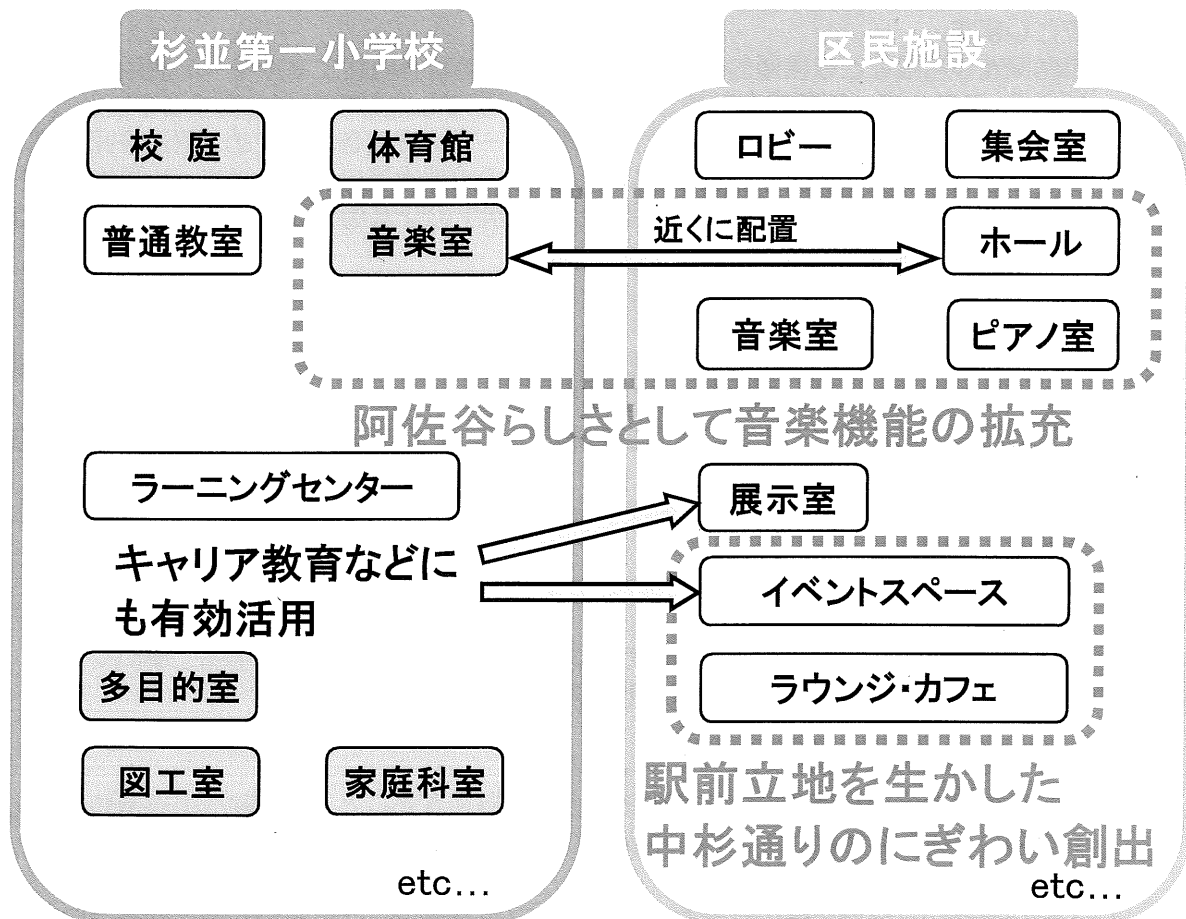 杉並第一小学校
校庭
体育館
普通教室
音楽室
ラーニングセンター
キャリア教育などに
も有効活用
多目的室
図工室
家庭科室
etc…
区民施設
ロビー
集会室
近くに配置
ホール
音楽室
ピアノ室
阿佐谷らしさとして音楽機能の拡充
展示室
イベントスペース
ラウンジ・カフェ
駅前立地を生かした
中杉通りのにぎわい創出
etc…